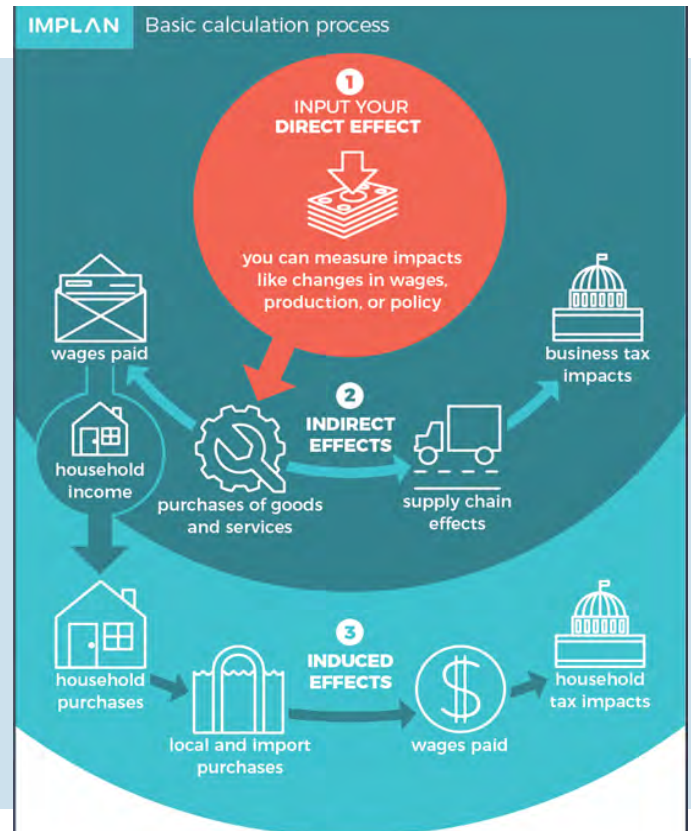 IMPLAN Basic calculation process
1
INPUT YOUR
DIRECT EFFECT
you can measure impacts
like changes in wages,
production, or policy
wages paid
business tax
impacts
2
INDIRECT
EFFECTS
household
income
purchases of goods
and services
supply chain
effects
3
INDUCED
EFFECTS
household
purchases
local and import
purchases
wages paid
household
tax impacts